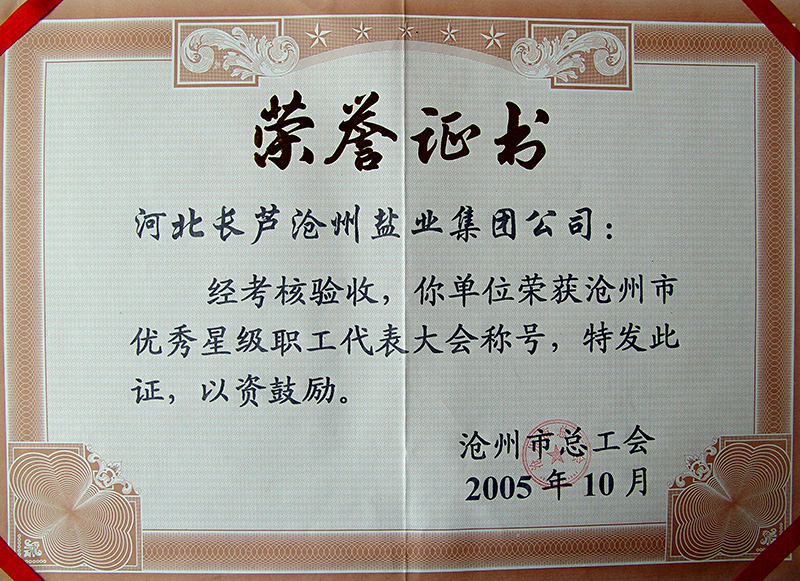 荣誉证书
河北长芦沧州盐业集团公司：
经考核验收，你单位荣获沧州市
优秀星级职工代表大会称号，特发此
证，以资鼓励。
沧州市总工会
2005年10月